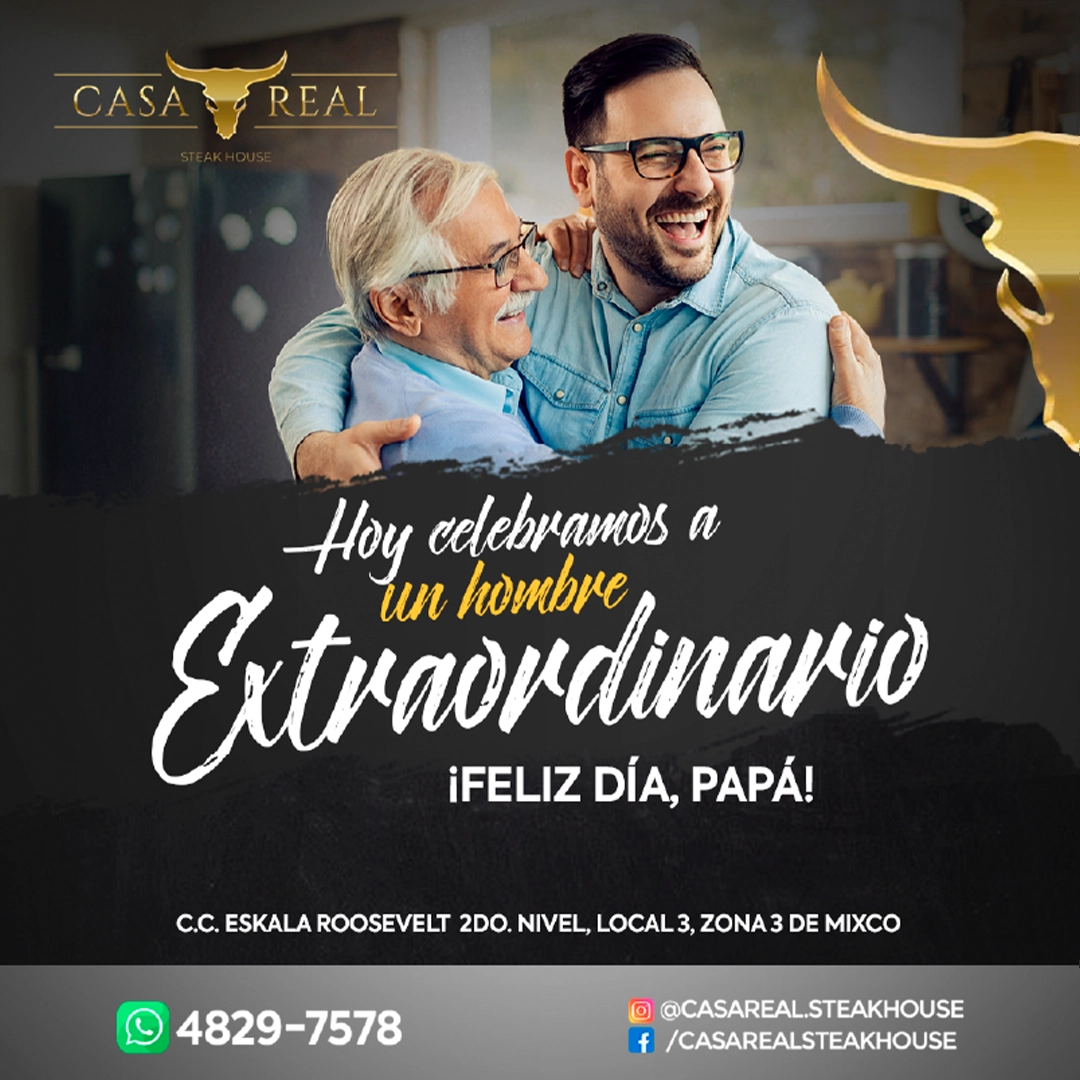 CASA REAL
STEAK HOUSE
Hoy celebramos a
un hombre
Extraordinario
¡FELIZ DÍA, PAPÁ!
C.C. ESKALA ROOSEVELT 2DO. NIVEL, LOCAL 3, ZONA 3 DE MIXCO
4829-7578
@CASAREAL.STEAKHOUSE
/CASAREALSTEAKHOUSE